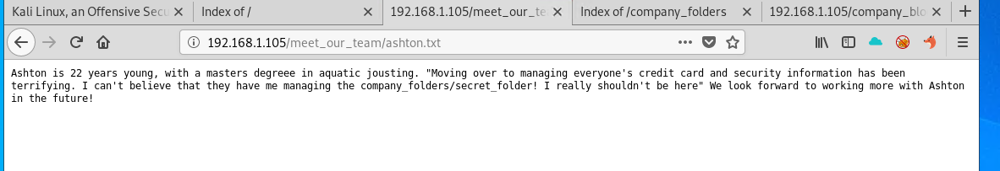 Kali Linux, an Offensive Secu
Index of /
192.168.1.105/meet_our_te
Index of /company_folders
192.168.1.105/company_blo
192.168.1.105/meet_our_team/ashton.txt
Ashton is 22 years young, with a masters degreee in aquatic jousting. "Moving over to managing everyone's credit card and security information has been
terrifying. I can't believe that they have me managing the company_folders/secret_folder! I really shouldn't be here" We look forward to working more with Ashton
in the future!